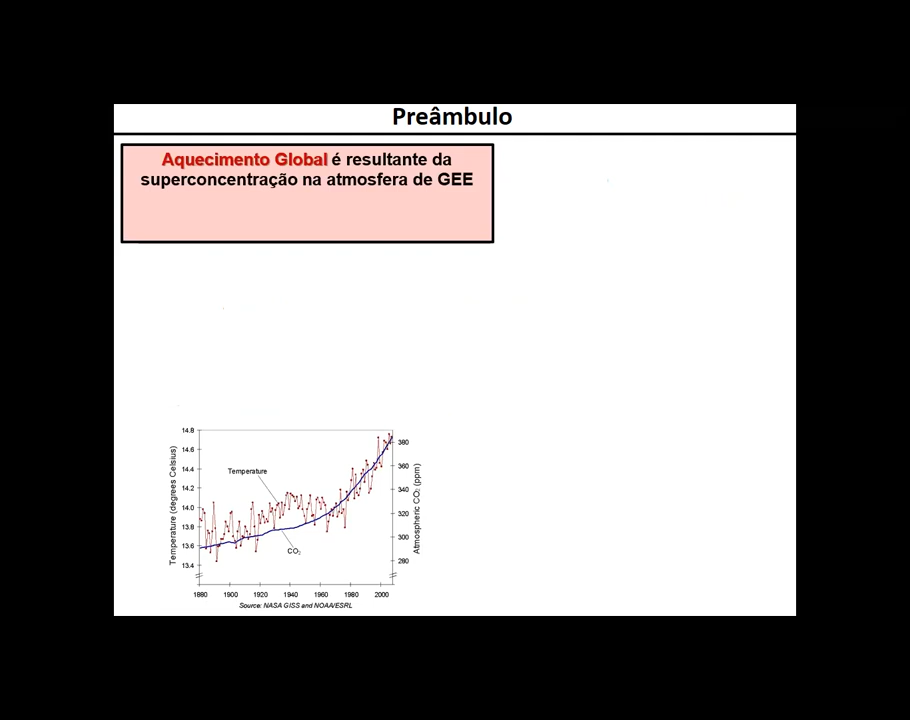 Preâmbulo
Aquecimento Global é resultante da
superconcentração na atmosfera de GEE
14.8
14.6
14.4
14.2
14.0
13.8
13.6
13.4
Temperature (degrees Celsius)
Temperature
CO₂
380
360
340
320
300
280
Atmospheric CO₂ (ppm)
1880 1900 1920 1940 1960 1980 2000
Source: NASA GISS and NOAA/ESRL